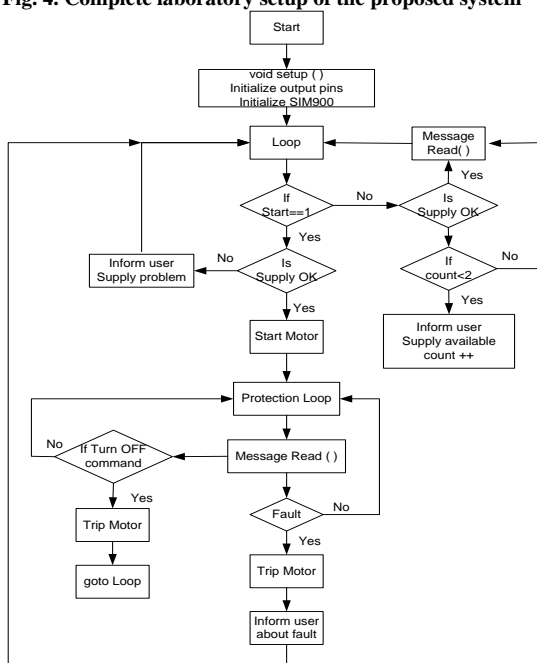 Fig. 4. Complete laboratory setup of the proposed system
Start
void setup ( )
Initialize output pins
Initialize SIM900
Loop
Message
Read( )
Yes
If
Start==1
No
Is
Supply OK
Yes
Inform user
Supply problem
No
Is
Supply OK
If
count<2
No
Yes
Yes
Start Motor
Inform user
Supply available
count ++
Protection Loop
No
If Turn OFF
command
Message Read ( )
Yes
Fault
No
Trip Motor
Yes
goto Loop
Trip Motor
Inform user
about fault